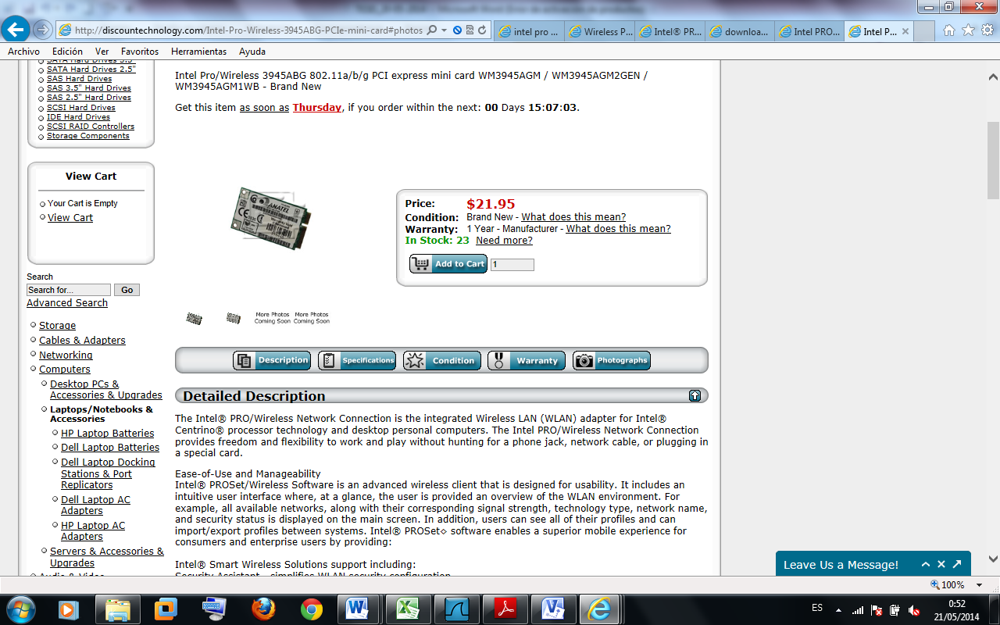 http://discountechnology.com/Intel-Pro-Wireless-3945ABG-PCIe-mini-card#photos
intel pro ...
Wireless P...
Intel® PR...
downloa...
Intel PRO...
Intel P...
Archivo Edición Ver Favoritos Herramientas Ayuda
SATA Hard Drives 3.5"
SATA Hard Drives 2.5"
SAS Hard Drives
SAS 3.5" Hard Drives
SAS 2.5" Hard Drives
SCSI Hard Drives
IDE Hard Drives
SCSI RAID Controllers
Storage Components
View Cart
Your Cart is Empty
View Cart
Search
Search for...
Go
Advanced Search
Storage
Cables & Adapters
Networking
Computers
Desktop PCs &
Accessories & Upgrades
Laptops/Notebooks &
Accessories
HP Laptop Batteries
Dell Laptop Batteries
Dell Laptop Docking
Stations & Port
Replicators
Dell Laptop AC
Adapters
HP Laptop AC
Adapters
Servers & Accessories &
Upgrades
Audio & Video
Intel Pro/Wireless 3945ABG 802.11a/b/g PCI express mini card WM3945AGM / WM3945AGM2GEN /
WM3945AGM1WB - Brand New
Get this item as soon as Thursday, if you order within the next: 00 Days 15:07:03.
ANATEL
Price: $21.95
Condition: Brand New - What does this mean?
Warranty: 1 Year - Manufacturer - What does this mean?
In Stock: 23 Need more?
Add to Cart
1
More Photos
Coming Soon
More Photos
Coming Soon
Description
Specifications
Condition
Warranty
Photographs
Detailed Description
The Intel® PRO/Wireless Network Connection is the integrated Wireless LAN (WLAN) adapter for Intel®
Centrino® processor technology and desktop personal computers. The Intel PRO/Wireless Network Connection
provides freedom and flexibility to work and play without hunting for a phone jack, network cable, or plugging in
a special card.
Ease-of-Use and Manageability
Intel® PROSet/Wireless Software is an advanced wireless client that is designed for usability. It includes an
intuitive user interface where, at a glance, the user is provided an overview of the WLAN environment. For
example, all available networks, along with their corresponding signal strength, technology type, network name,
and security status is displayed on the main screen. In addition, users can see all of their profiles and can
import/export profiles between systems. Intel® PROSet software enables a superior mobile experience for
consumers and enterprise users by providing:
Intel® Smart Wireless Solutions support including:
Security Assistant - simplifies WLAN security configuration
Leave Us a Message!
100%
ES
0:52
21/05/2014